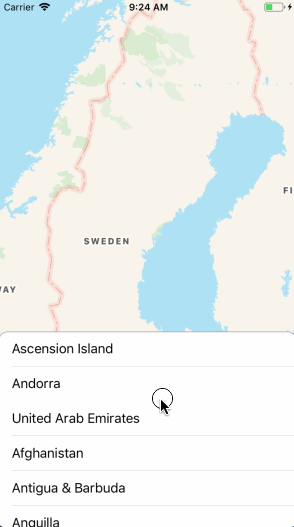 Carrier 9:24 AM
SWEDEN
FI
WAY
Ascension Island
Andorra
United Arab Emirates
Afghanistan
Antigua & Barbuda
Anguilla